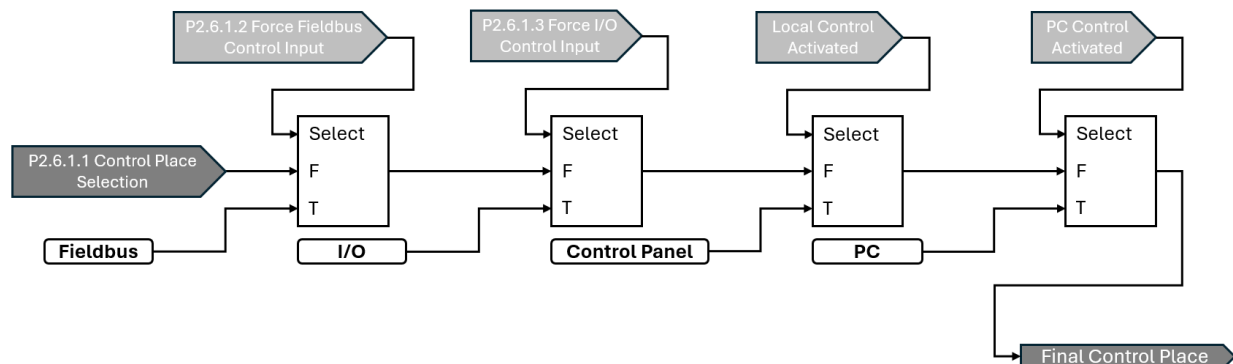 P2.6.1.2 Force Fieldbus
Control Input
P2.6.1.3 Force I/O
Control Input
Local Control
Activated
PC Control
Activated
P2.6.1.1 Control Place
Selection
Select
F
T
Select
F
T
Select
F
T
Select
F
T
Fieldbus
I/O
Control Panel
PC
Final Control Place